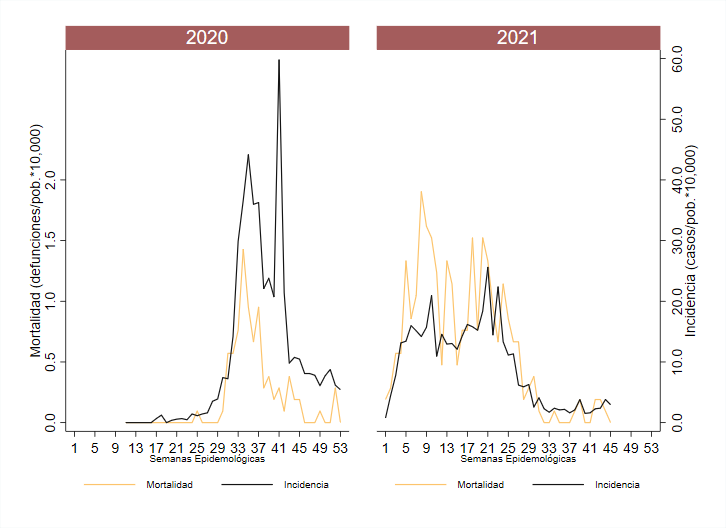 2020 2021
Mortalidad (defunciones/pob.*10,000)
2.0
1.5
1.0
0.5
0.0
60.0
50.0
40.0
30.0
20.0
10.0
0.0
Incidencia (casos/pob.*10,000)
1 5 9 13 17 21 25 29 33 37 41 45 49 53 1 5 9 13 17 21 25 29 33 37 41 45 49 53
Semanas Epidemológicas Semanas Epidemológicas
Mortalidad Incidencia Mortalidad Incidencia